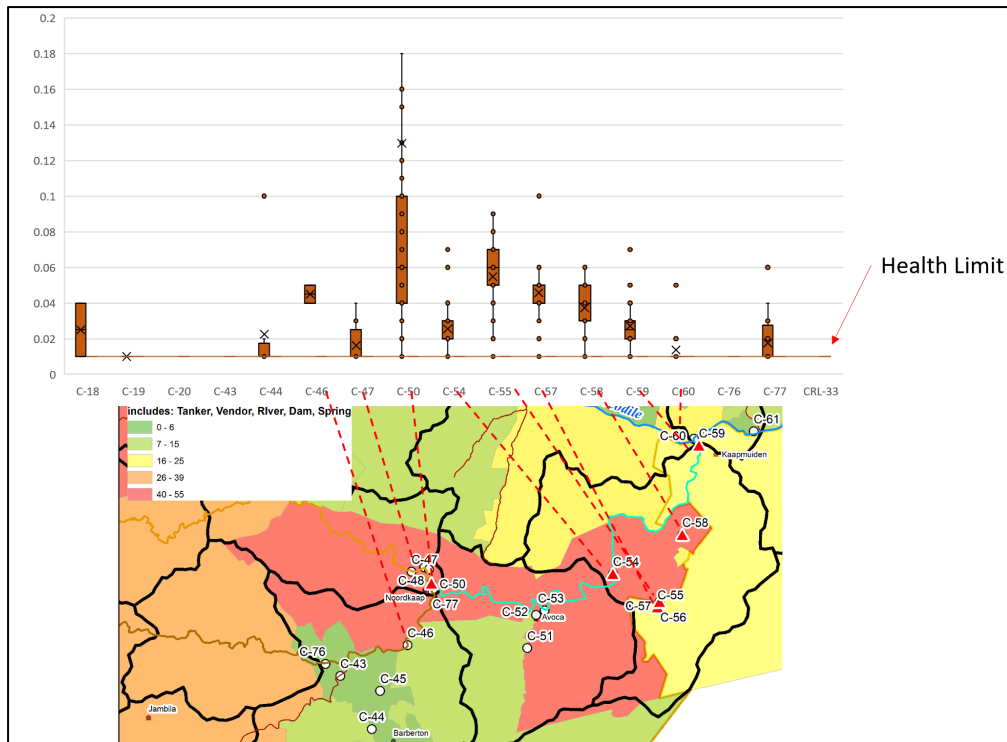 0.2
0.18
0.16
0.14
0.12
0.1
0.08
0.06
0.04
0.02
0
Health Limit
C-18 C-19 C-20 C-43 C-44 C-46 C-47 C-50 C-54 C-55 C-57 C-58 C-59 C-60 C-76 C-77 CRL-33
includes: Tanker, Vendor, RIver, Dam, Spring
0 - 6
7 - 15
16 - 25
26 - 39
40 - 55
odile
C-61
C-60
C-59
Kaapmuiden
C-58
C-47
C-54
C-48
C-50
Noordkaap
C-77
C-55
C-57
C-56
C-53
C-52
Avoca
C-46
C-51
C-76
C-43
C-45
Jambila
C-44
Barberton